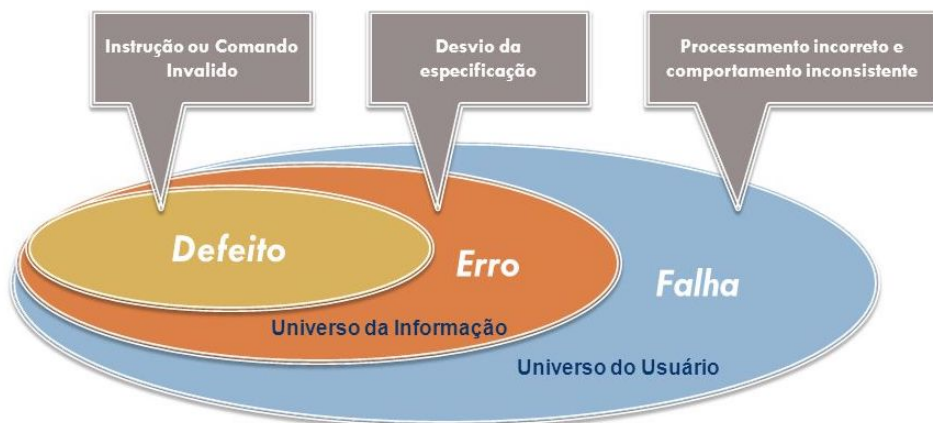 Instrução ou Comando
Invalido
Desvio da
especificação
Processamento incorreto e
comportamento inconsistente
Defeito
Erro
Falha
Universo da Informação
Universo do Usuário